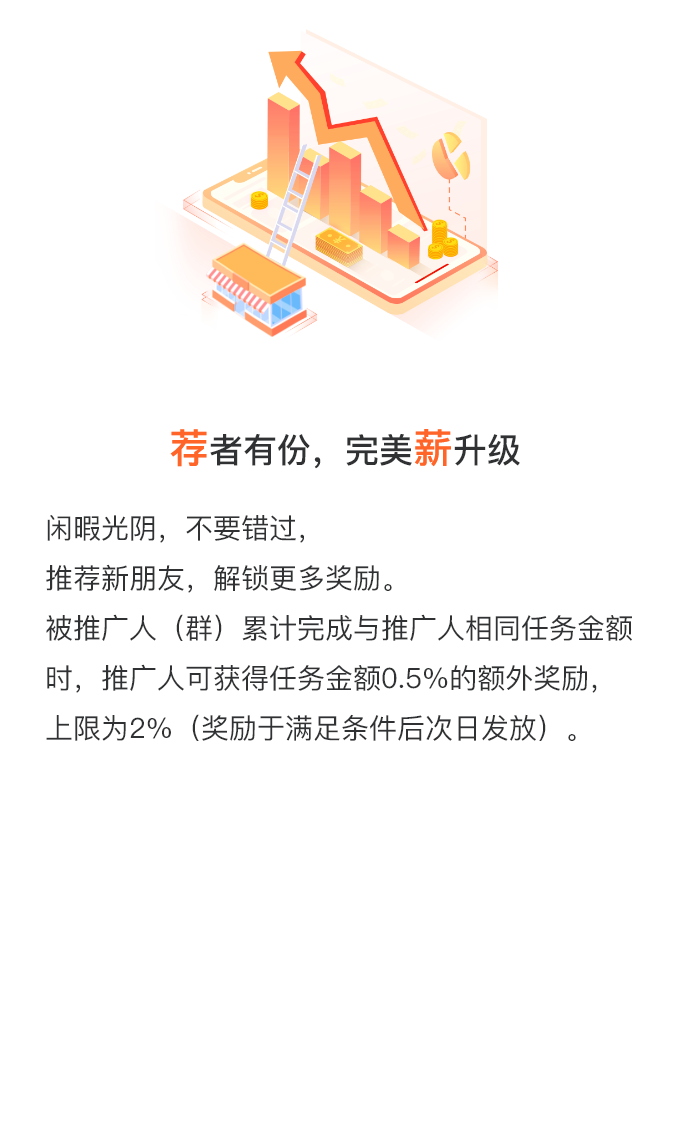 荐者有份，完美薪升级
闲暇光阴，不要错过，
推荐新朋友，解锁更多奖励。
被推广人（群）累计完成与推广人相同任务金额
时，推广人可获得任务金额0.5%的额外奖励，
上限为2%（奖励于满足条件后次日发放）。